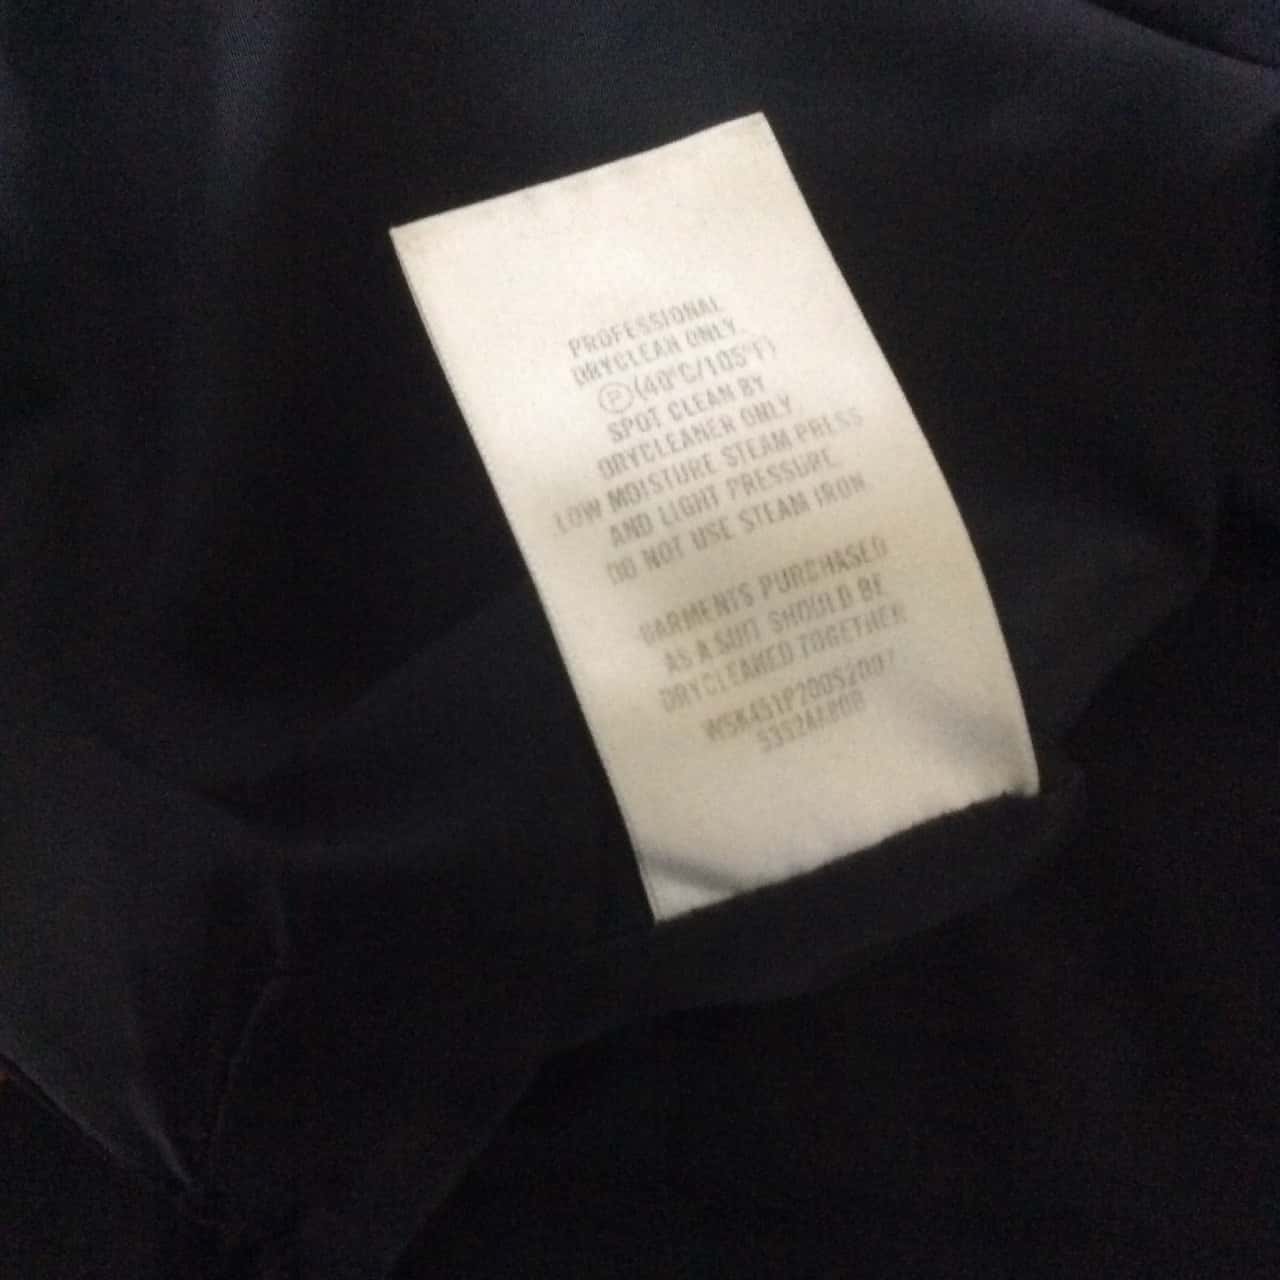 PROFESSIONAL
DRYCLEAN ONLY
Ⓟ(40°C/105°F)
SPOT CLEAN BY
DRYCLEANER ONLY
LOW MOISTURE STEAM PRESS
AND LIGHT PRESSURE
DO NOT USE STEAM IRON
GARMENTS PURCHASED
AS A SUIT SHOULD BE
DRYCLEANED TOGETHER